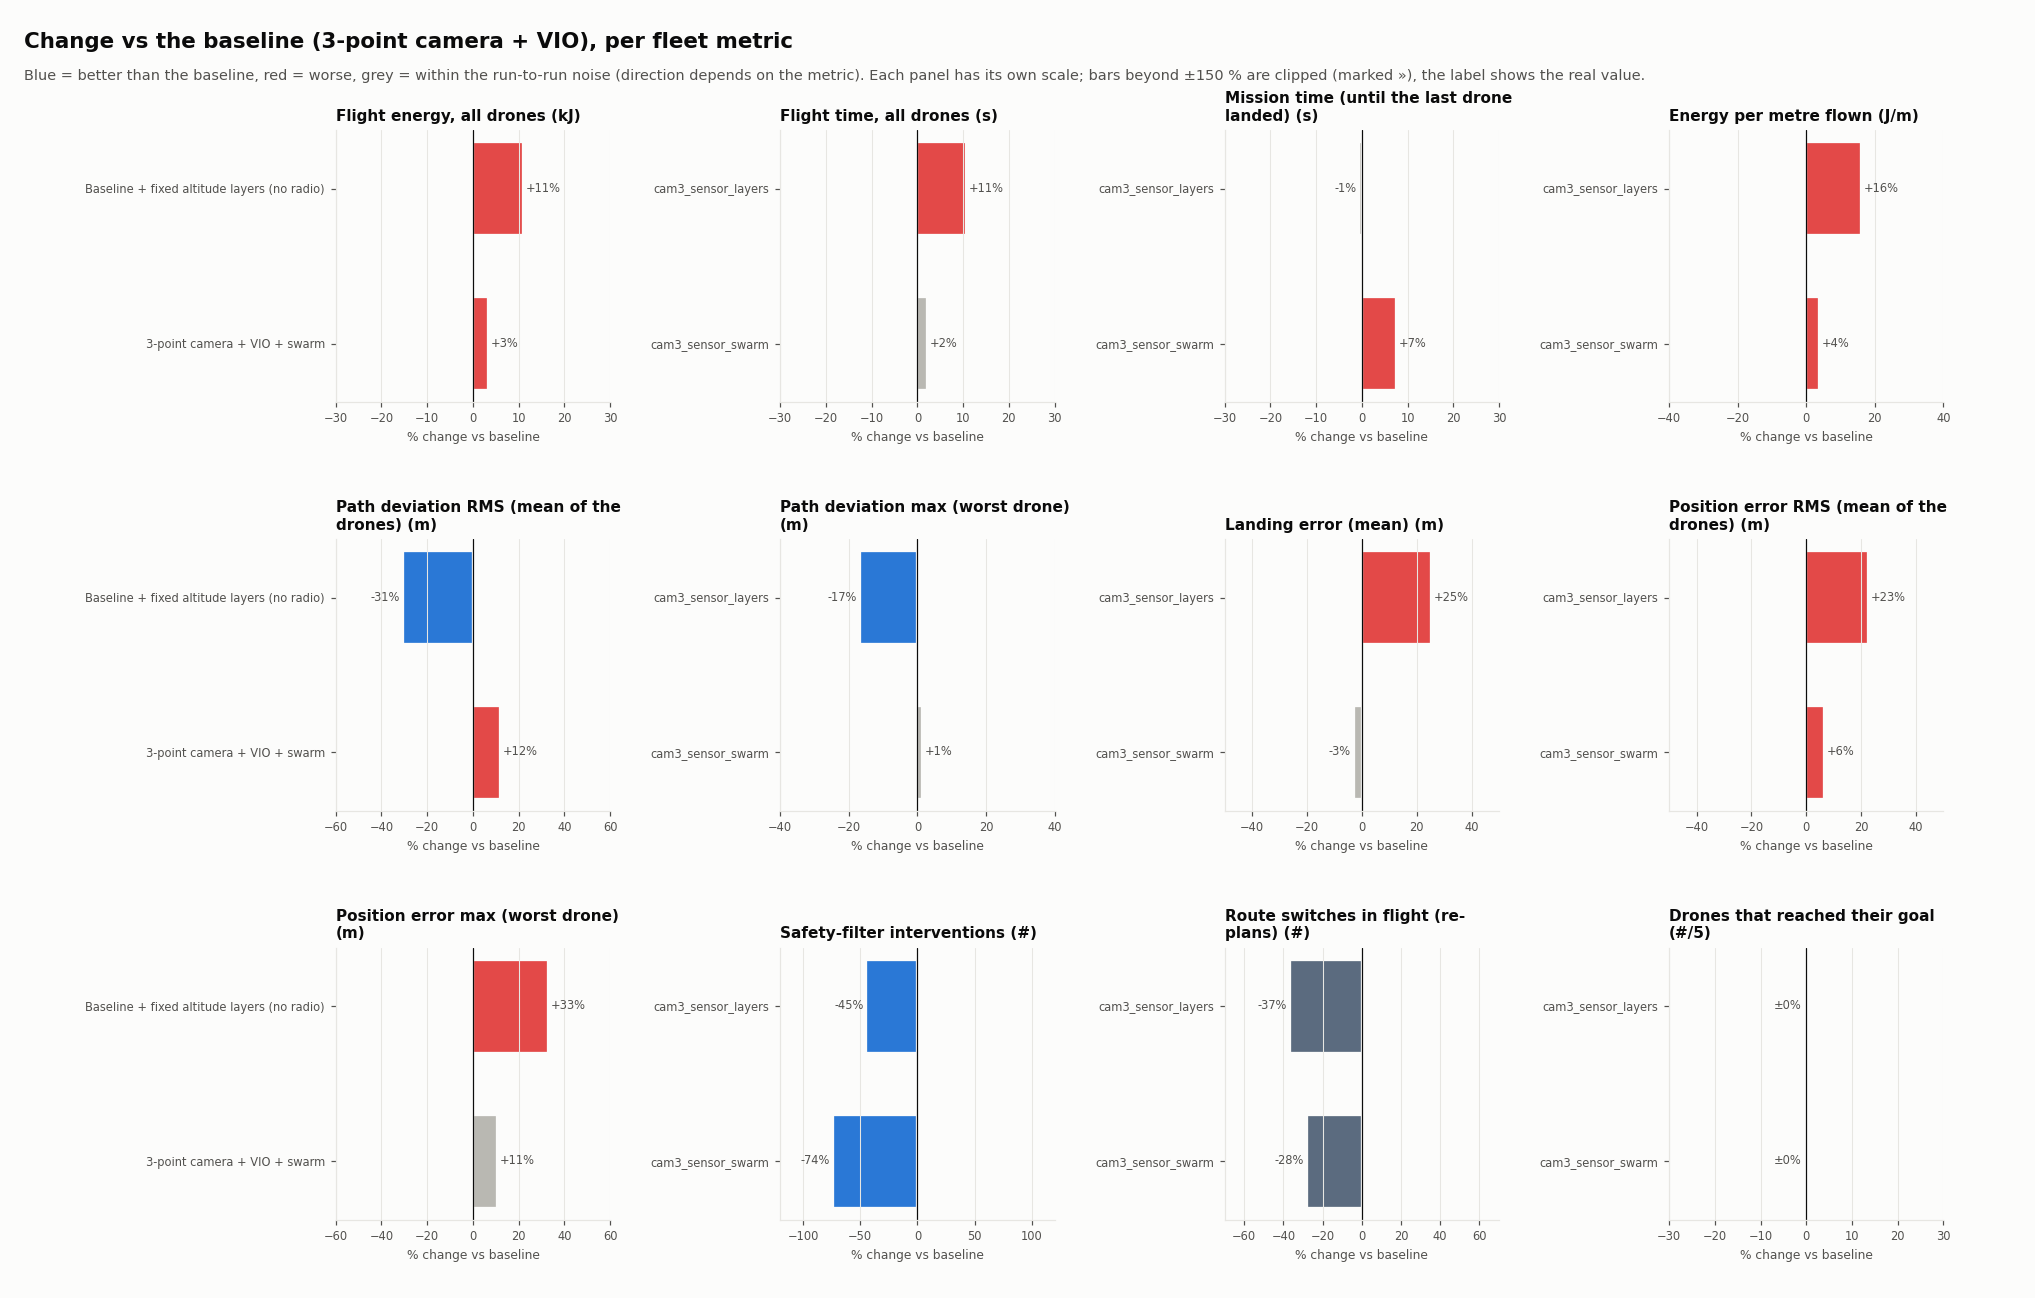 Change vs the baseline (3-point camera + VIO), per fleet metric
Blue = better than the baseline, red = worse, grey = within the run-to-run noise (direction depends on the metric). Each panel has its own scale; bars beyond ±150 % are clipped (marked »), the label shows the real value.
Flight energy, all drones (kJ)
Baseline + fixed altitude layers (no radio)
+11%
3-point camera + VIO + swarm
+3%
−30 −20 −10 0 10 20 30
% change vs baseline
Flight time, all drones (s)
cam3_sensor_layers
+11%
cam3_sensor_swarm
+2%
−30 −20 −10 0 10 20 30
% change vs baseline
Mission time (until the last drone
landed) (s)
cam3_sensor_layers
-1%
cam3_sensor_swarm
+7%
−30 −20 −10 0 10 20 30
% change vs baseline
Energy per metre flown (J/m)
cam3_sensor_layers
+16%
cam3_sensor_swarm
+4%
−40 −20 0 20 40
% change vs baseline
Path deviation RMS (mean of the
drones) (m)
Baseline + fixed altitude layers (no radio)
-31%
3-point camera + VIO + swarm
+12%
−60 −40 −20 0 20 40 60
% change vs baseline
Path deviation max (worst drone)
(m)
cam3_sensor_layers
-17%
cam3_sensor_swarm
+1%
−40 −20 0 20 40
% change vs baseline
Landing error (mean) (m)
cam3_sensor_layers
+25%
cam3_sensor_swarm
-3%
−40 −20 0 20 40
% change vs baseline
Position error RMS (mean of the
drones) (m)
cam3_sensor_layers
+23%
cam3_sensor_swarm
+6%
−40 −20 0 20 40
% change vs baseline
Position error max (worst drone)
(m)
Baseline + fixed altitude layers (no radio)
+33%
3-point camera + VIO + swarm
+11%
−60 −40 −20 0 20 40 60
% change vs baseline
Safety-filter interventions (#)
cam3_sensor_layers
-45%
cam3_sensor_swarm
-74%
−100 −50 0 50 100
% change vs baseline
Route switches in flight (re-
plans) (#)
cam3_sensor_layers
-37%
cam3_sensor_swarm
-28%
−60 −40 −20 0 20 40 60
% change vs baseline
Drones that reached their goal
(#/5)
cam3_sensor_layers
±0%
cam3_sensor_swarm
±0%
−30 −20 −10 0 10 20 30
% change vs baseline